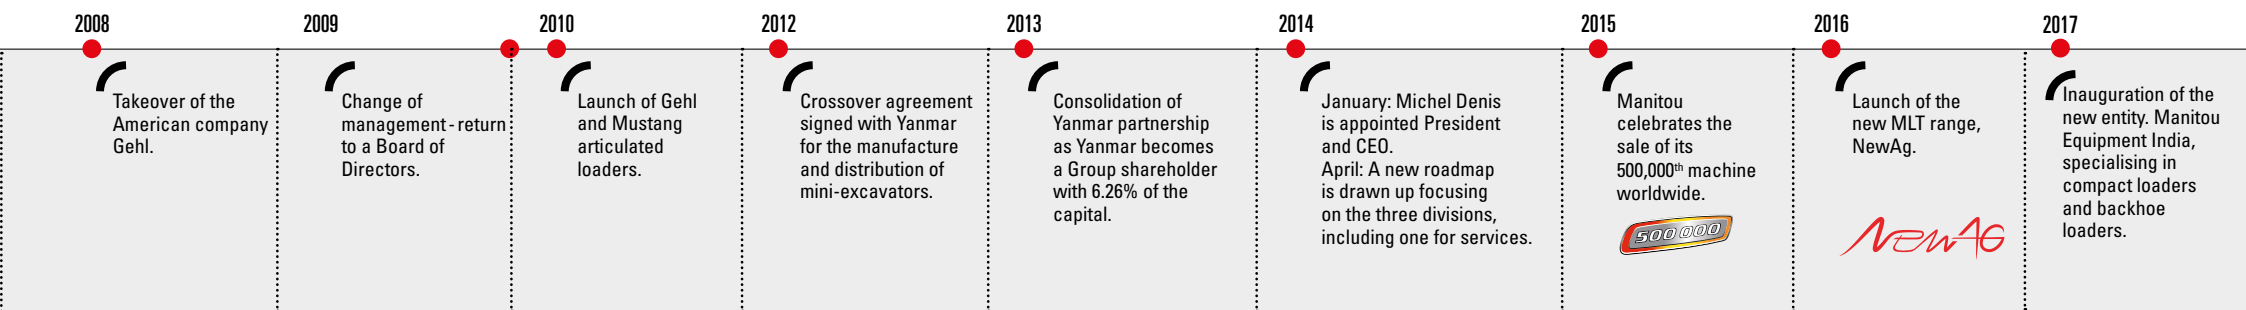 2008
Takeover of the
American company
Gehl.
2009
Change of
management - return
to a Board of
Directors.
2010
Launch of Gehl
and Mustang
articulated
loaders.
2012
Crossover agreement
signed with Yanmar
for the manufacture
and distribution of
mini-excavators.
2013
Consolidation of
Yanmar partnership
as Yanmar becomes
a Group shareholder
with 6.26% of the
capital.
2014
January: Michel Denis
is appointed President
and CEO.
April: A new roadmap
is drawn up focusing
on the three divisions,
including one for services.
2015
Manitou
celebrates the
sale of its
500,000th machine
worldwide.
500 000
2016
Launch of the
new MLT range,
NewAg.
NewAG
2017
Inauguration of the
new entity. Manitou
Equipment India,
specialising in
compact loaders
and backhoe
loaders.